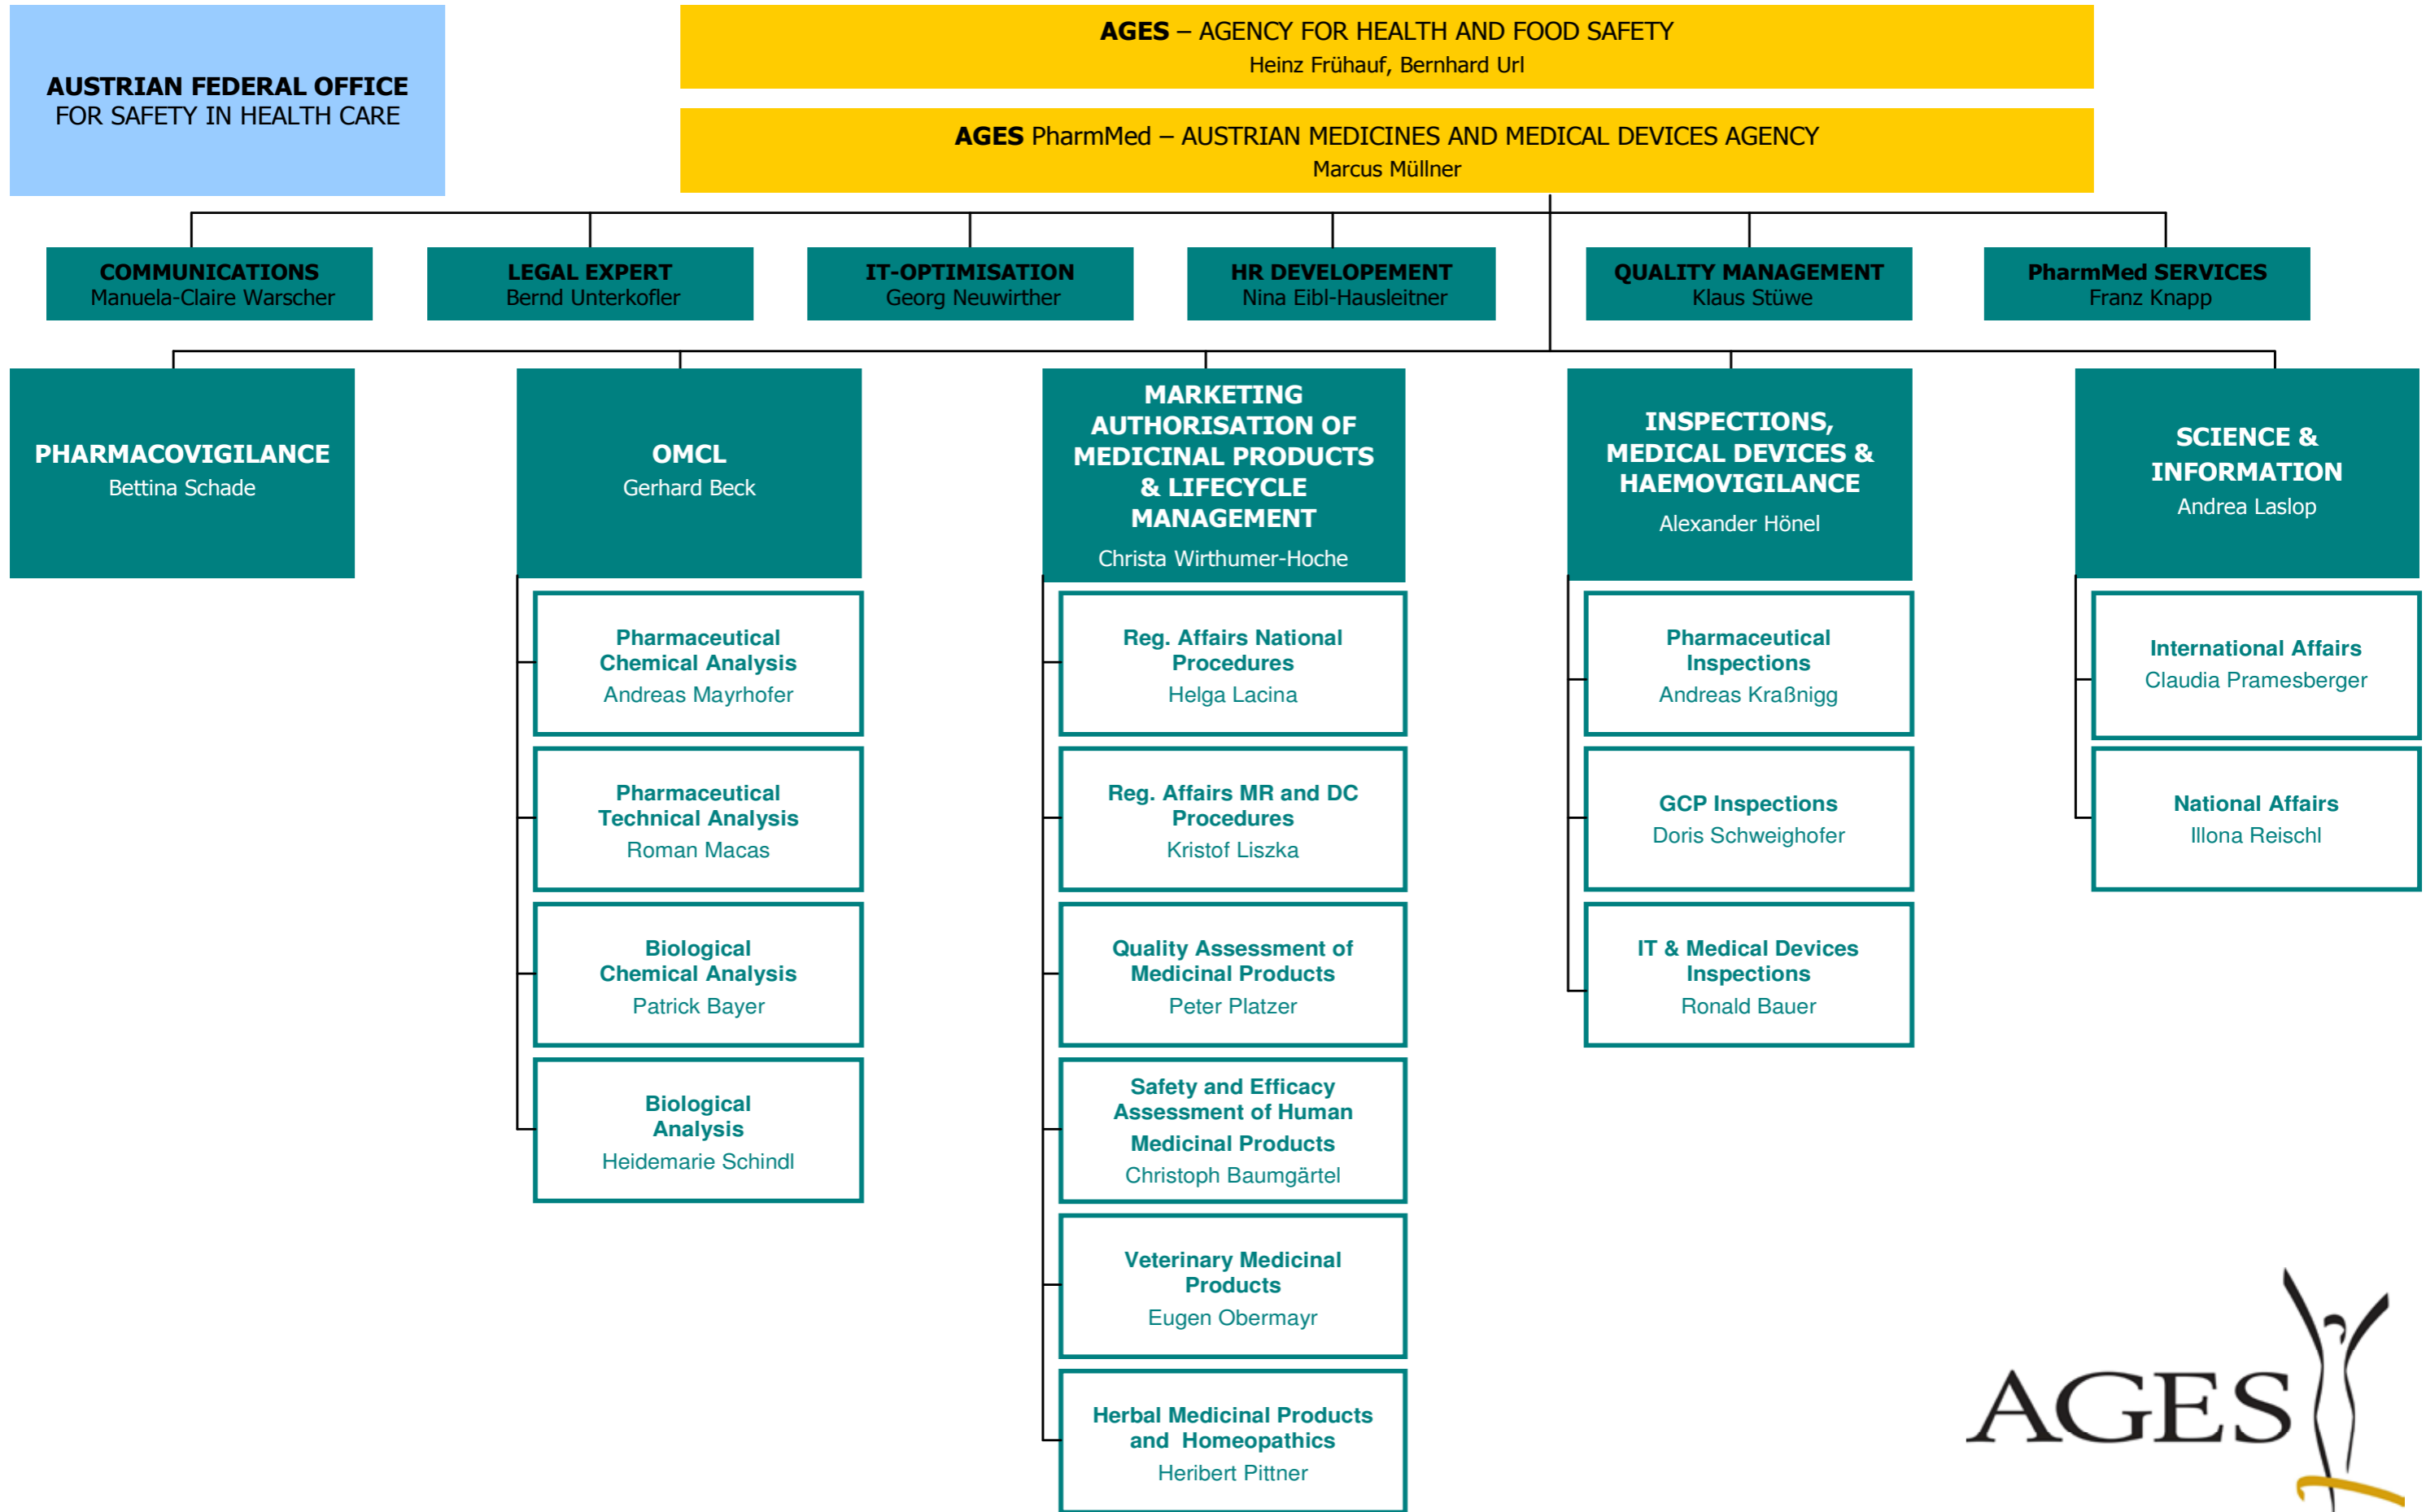 AUSTRIAN FEDERAL OFFICE
FOR SAFETY IN HEALTH CARE
AGES – AGENCY FOR HEALTH AND FOOD SAFETY
Heinz Frühauf, Bernhard Url
AGES PharmMed – AUSTRIAN MEDICINES AND MEDICAL DEVICES AGENCY
Marcus Müllner
COMMUNICATIONS
Manuela-Claire Warscher
LEGAL EXPERT
Bernd Unterkofler
IT-OPTIMISATION
Georg Neuwirther
HR DEVELOPEMENT
Nina Eibl-Hausleitner
QUALITY MANAGEMENT
Klaus Stüwe
PharmMed SERVICES
Franz Knapp
PHARMACOVIGILANCE
Bettina Schade
OMCL
Gerhard Beck
Pharmaceutical
Chemical Analysis
Andreas Mayrhofer
Pharmaceutical
Technical Analysis
Roman Macas
Biological
Chemical Analysis
Patrick Bayer
Biological
Analysis
Heidemarie Schindl
MARKETING
AUTHORISATION OF
MEDICINAL PRODUCTS
& LIFECYCLE
MANAGEMENT
Christa Wirthumer-Hoche
Reg. Affairs National
Procedures
Helga Lacina
Reg. Affairs MR and DC
Procedures
Kristof Liszka
Quality Assessment of
Medicinal Products
Peter Platzer
Safety and Efficacy
Assessment of Human
Medicinal Products
Christoph Baumgärtel
Veterinary Medicinal
Products
Eugen Obermayr
Herbal Medicinal Products
and Homeopathics
Heribert Pittner
INSPECTIONS,
MEDICAL DEVICES &
HAEMOVIGILANCE
Alexander Hönel
Pharmaceutical
Inspections
Andreas Kraßnigg
GCP Inspections
Doris Schweighofer
IT & Medical Devices
Inspections
Ronald Bauer
SCIENCE &
INFORMATION
Andrea Laslop
International Affairs
Claudia Pramesberger
National Affairs
Illona Reischl
AGES